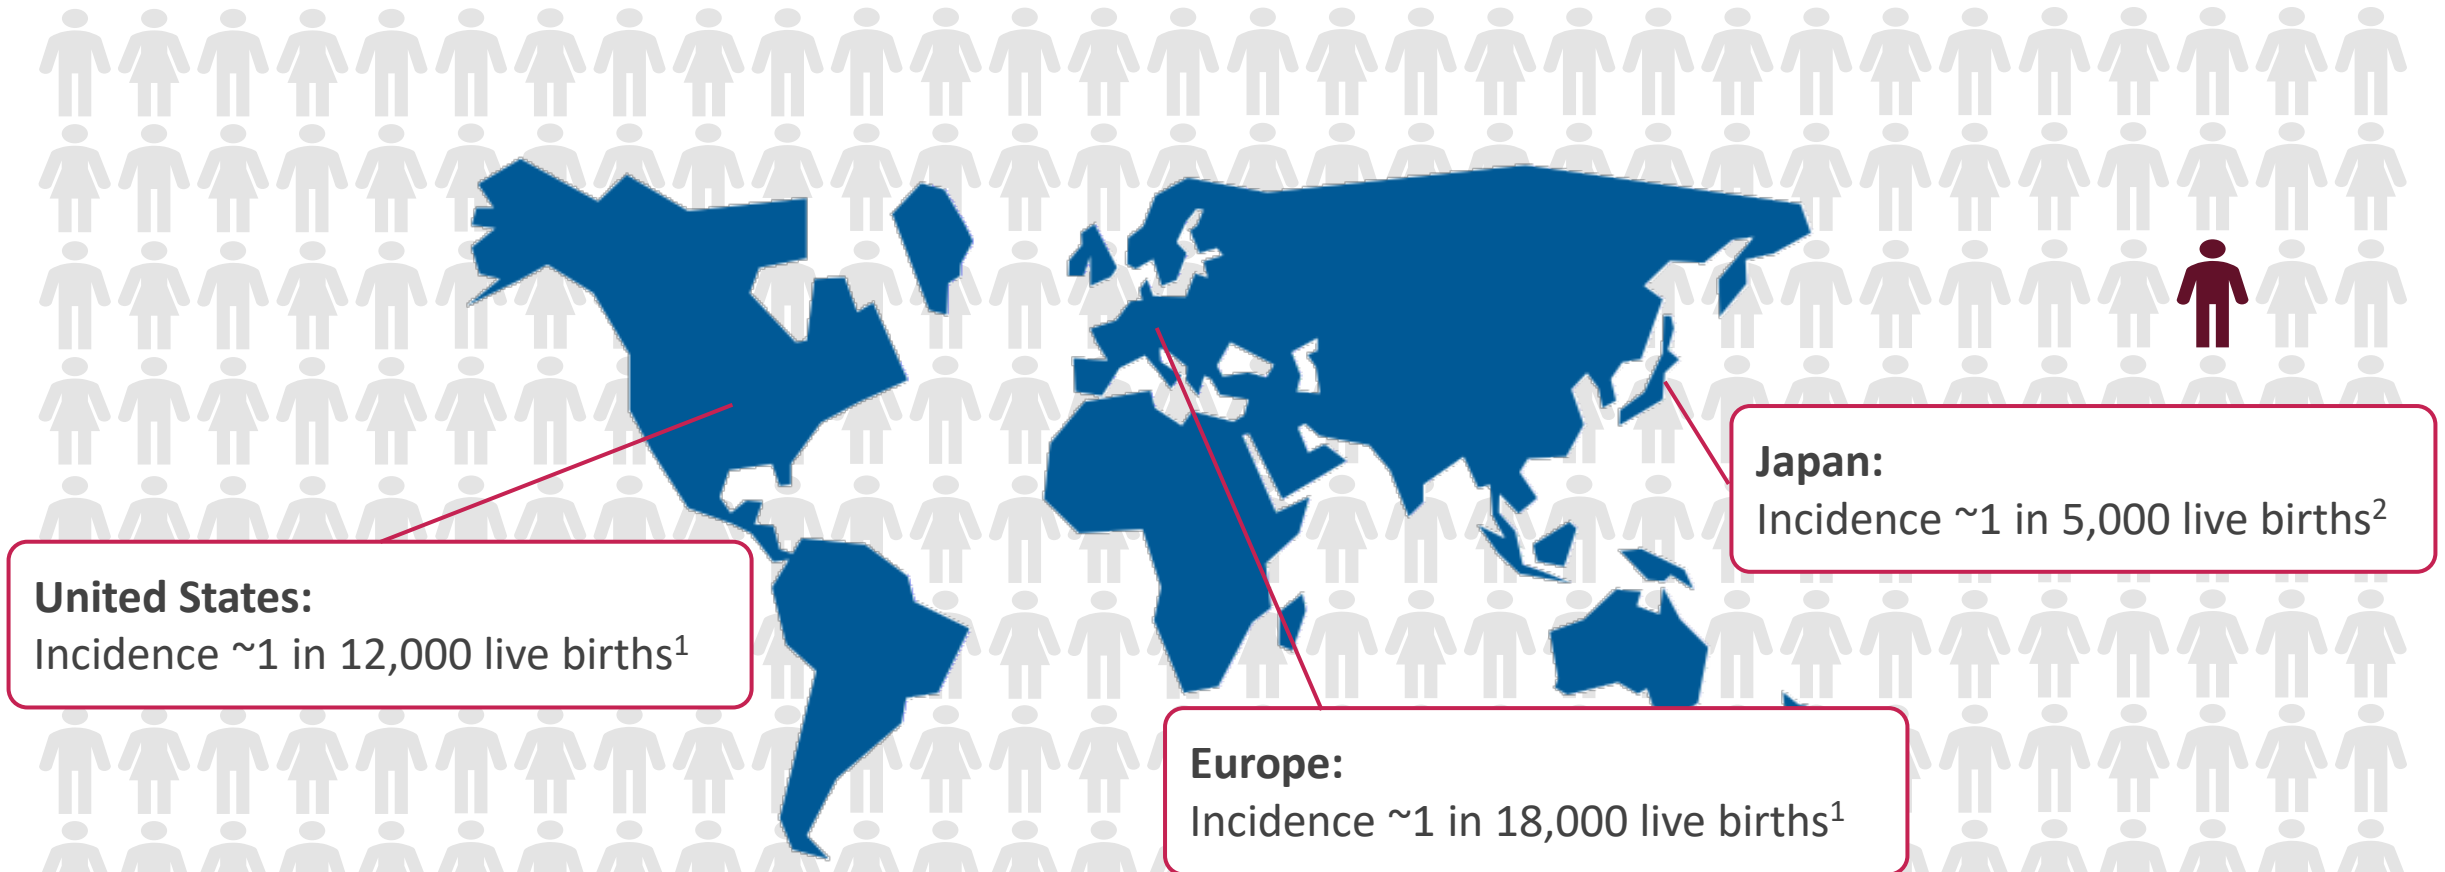 Japan:
Incidence ~1 in 5,000 live births²
United States:
Incidence ~1 in 12,000 live births¹
Europe:
Incidence ~1 in 18,000 live births¹